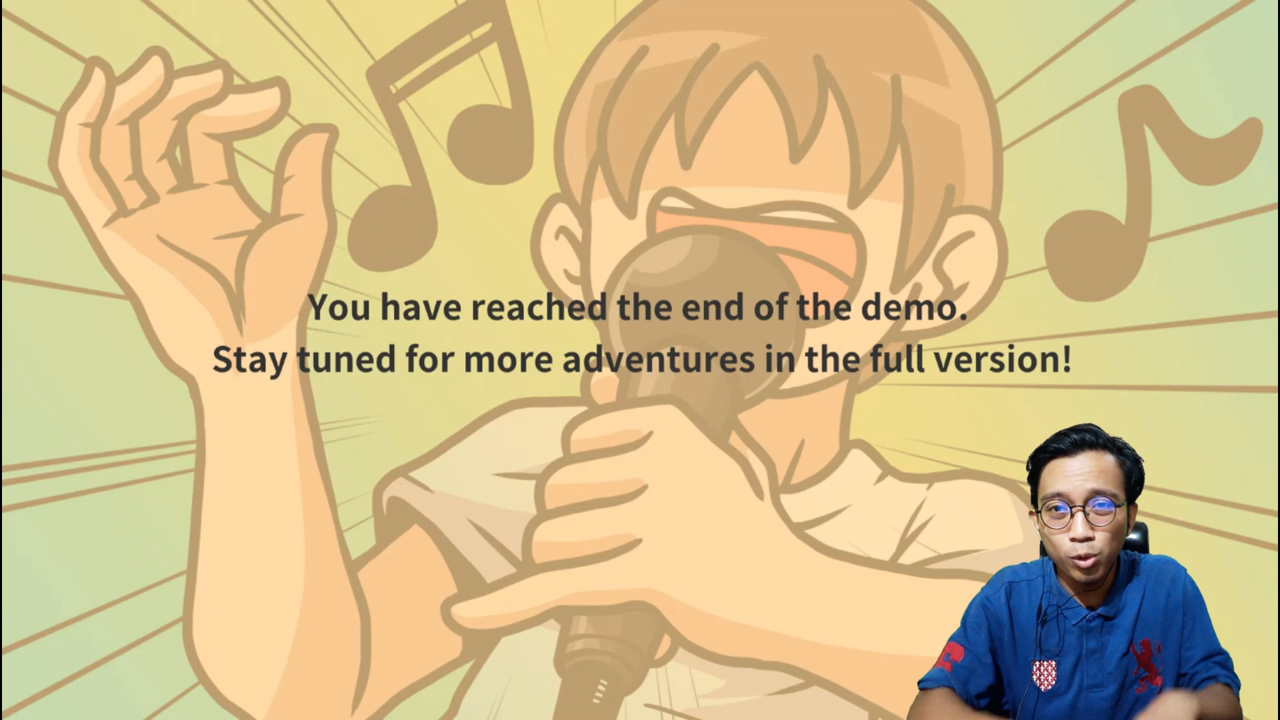 You have reached the end of the demo.
Stay tuned for more adventures in the full version!